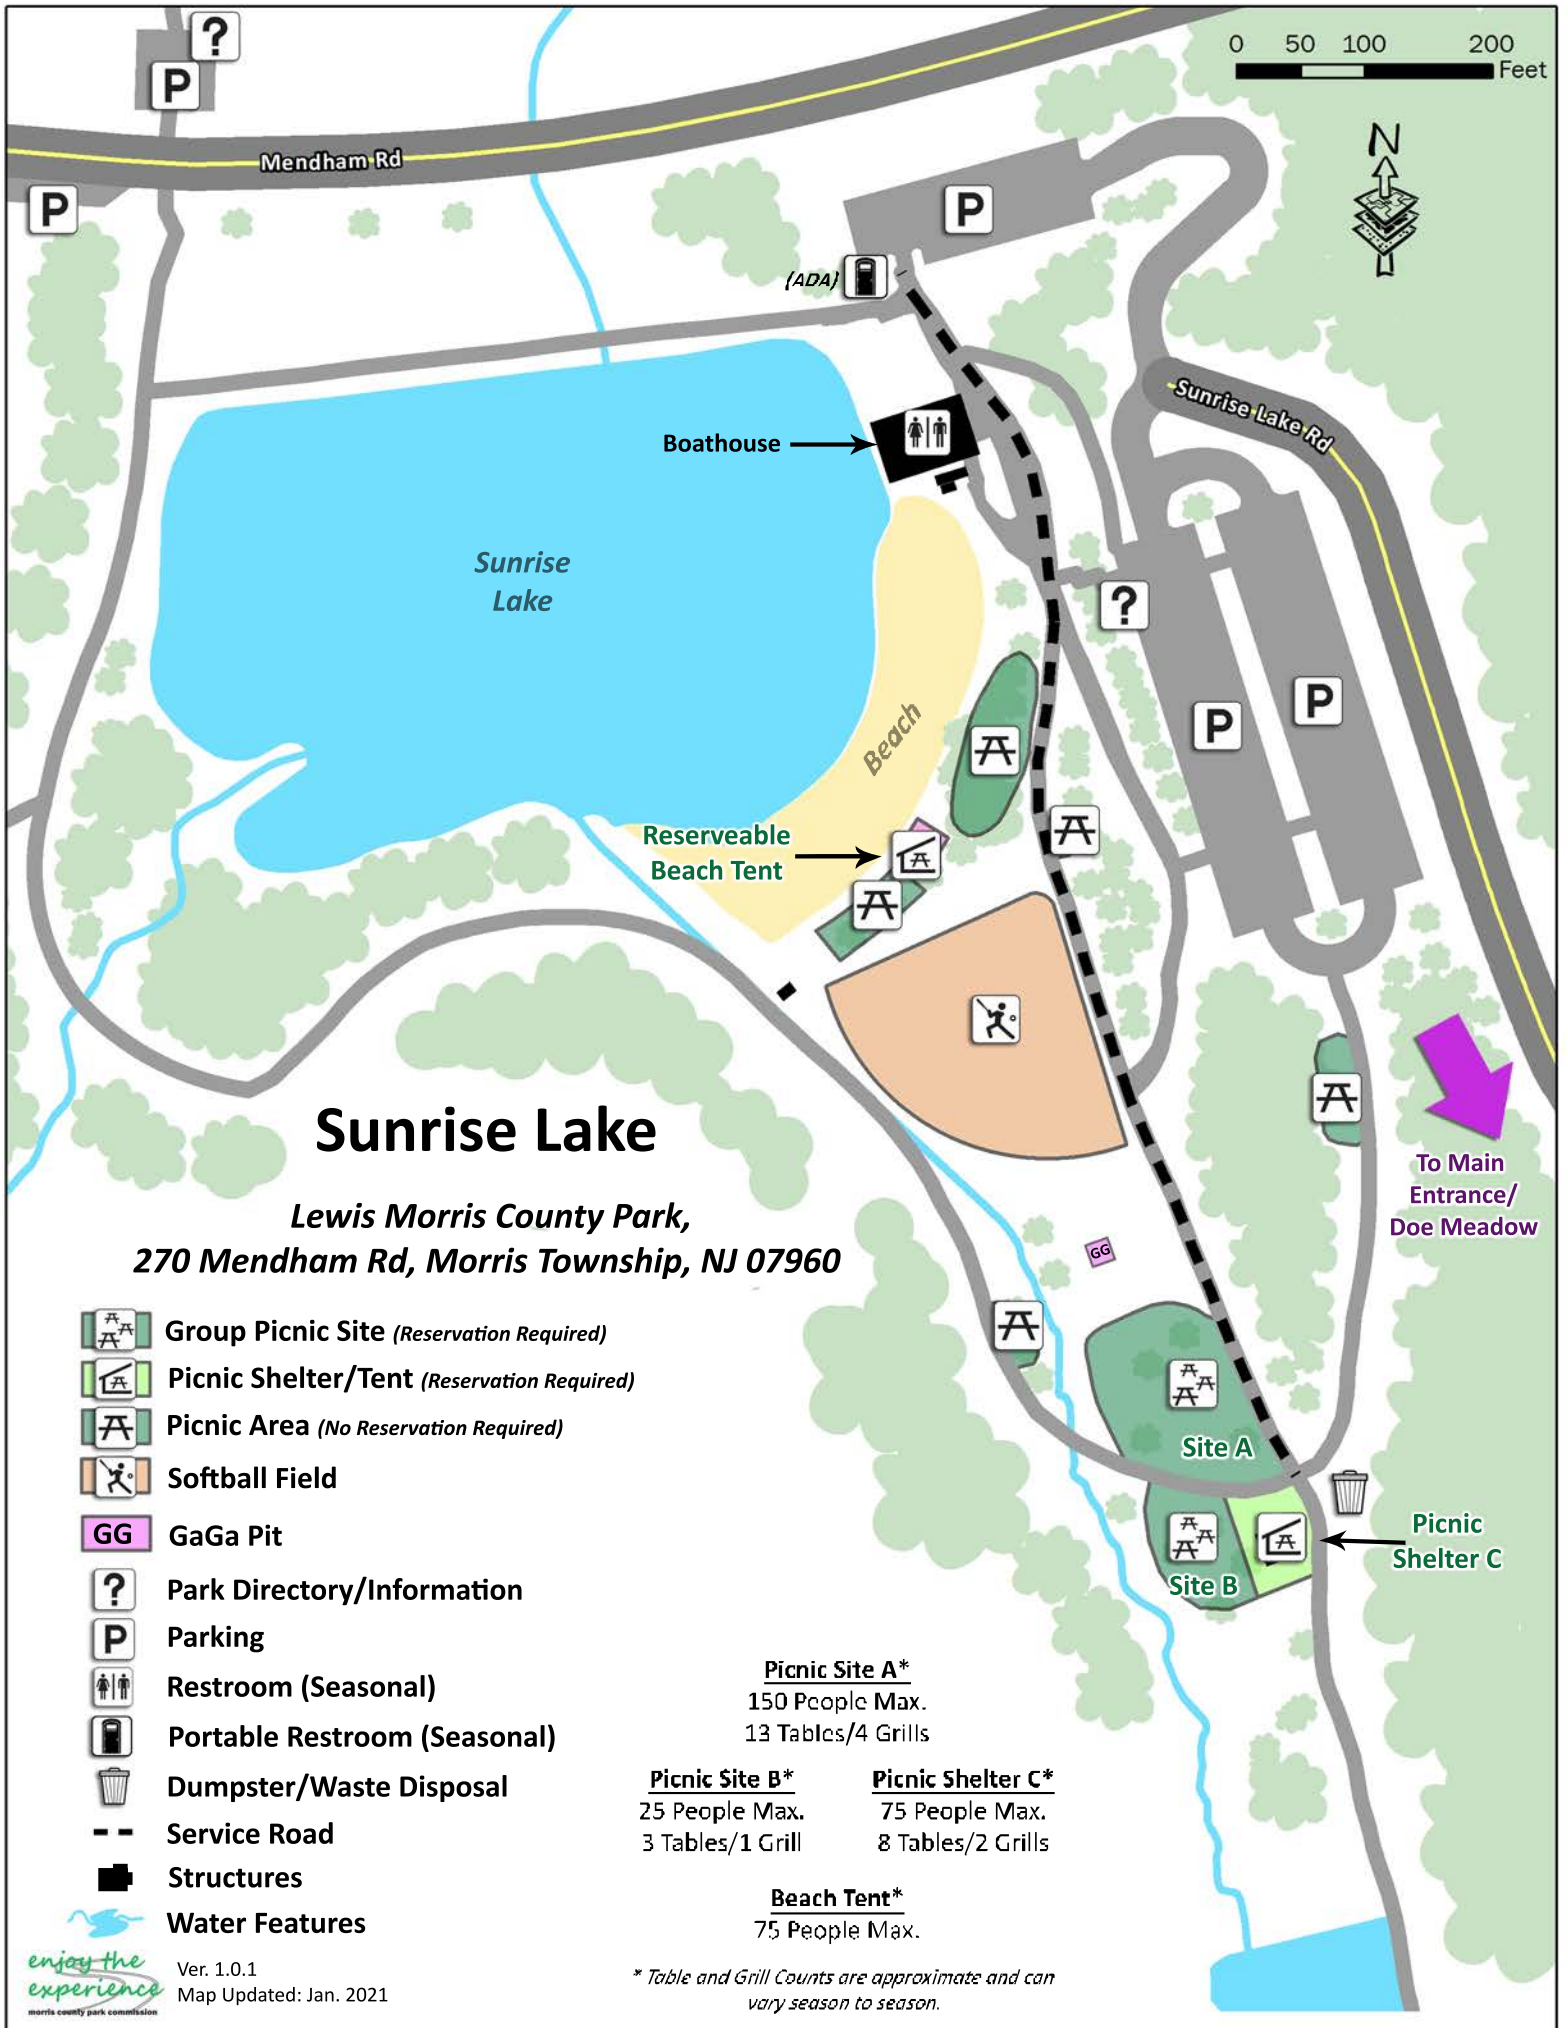 ?
P
0 50 100 200
Feet
N
Mendham Rd
P
P
(ADA)
Sunrise Lake Rd
Boathouse
Sunrise
Lake
?
P
P
Beach
Reserveable
Beach Tent
Sunrise Lake
Lewis Morris County Park,
270 Mendham Rd, Morris Township, NJ 07960
To Main
Entrance/
Doe Meadow
GG
Site A
Site B
Picnic
Shelter C
Group Picnic Site (Reservation Required)
Picnic Shelter/Tent (Reservation Required)
Picnic Area (No Reservation Required)
Softball Field
GG GaGa Pit
? Park Directory/Information
P Parking
Restroom (Seasonal)
Portable Restroom (Seasonal)
Dumpster/Waste Disposal
Service Road
Structures
Water Features
Picnic Site A*
150 People Max.
13 Tables/4 Grills
Picnic Site B*
25 People Max.
3 Tables/1 Grill
Picnic Shelter C*
75 People Max.
8 Tables/2 Grills
Beach Tent*
75 People Max.
* Table and Grill Counts are approximate and can
vary season to season.
enjoy the
experience
morris county park commission
Ver. 1.0.1
Map Updated: Jan. 2021